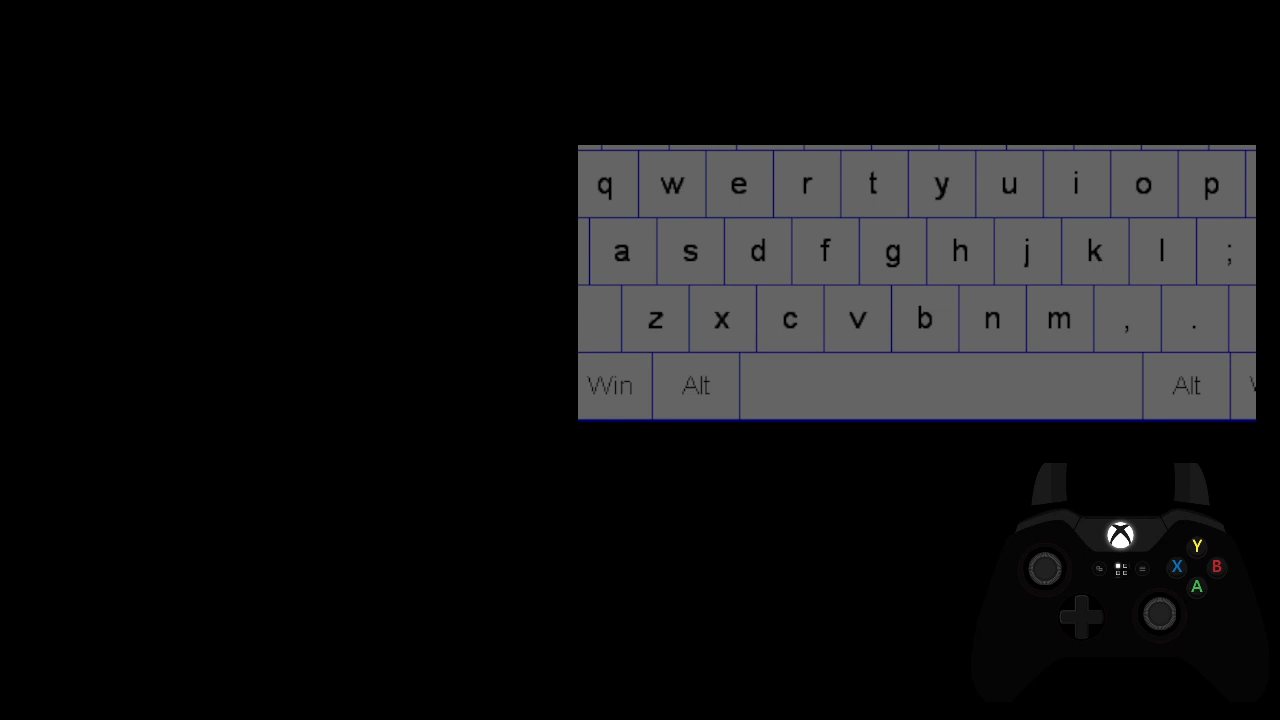 q w e r t y u i o p
a s d f g h j k l ;
z x c v b n m , .
Win Alt Alt
Y
X B
A